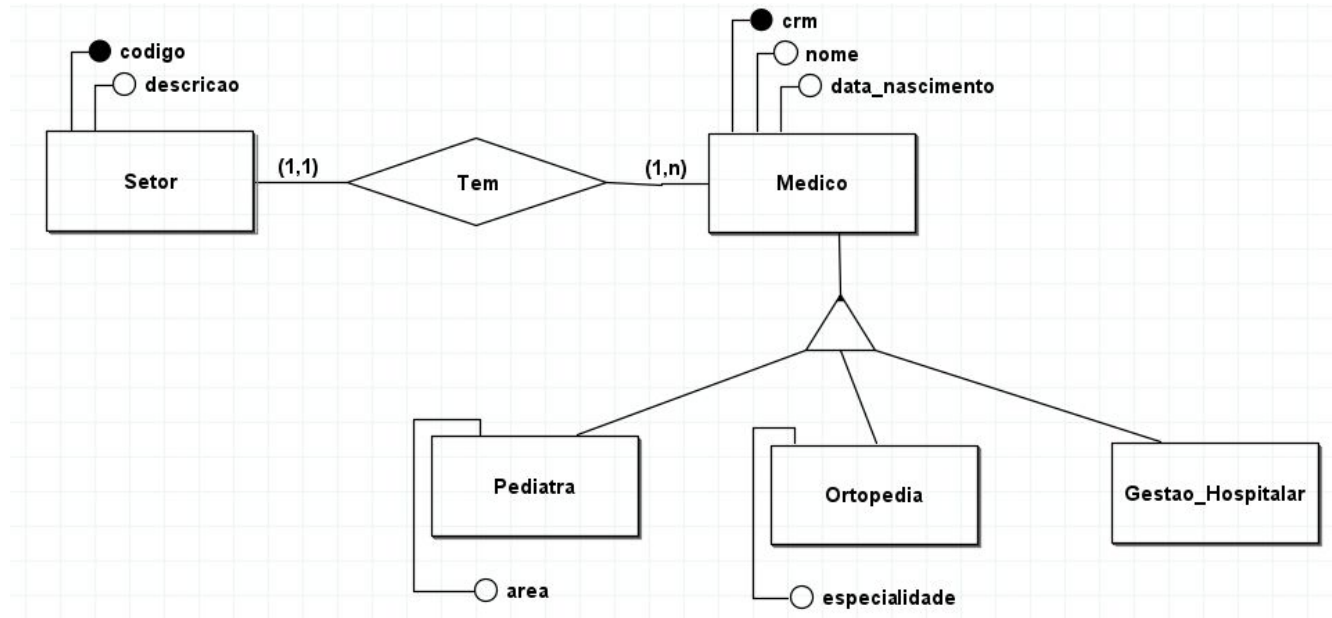 codigo
descricao
Setor
(1,1)
Tem
(1,n)
crm
nome
data_nascimento
Medico
Pediatra
area
Ortopedia
especialidade
Gestao_Hospitalar